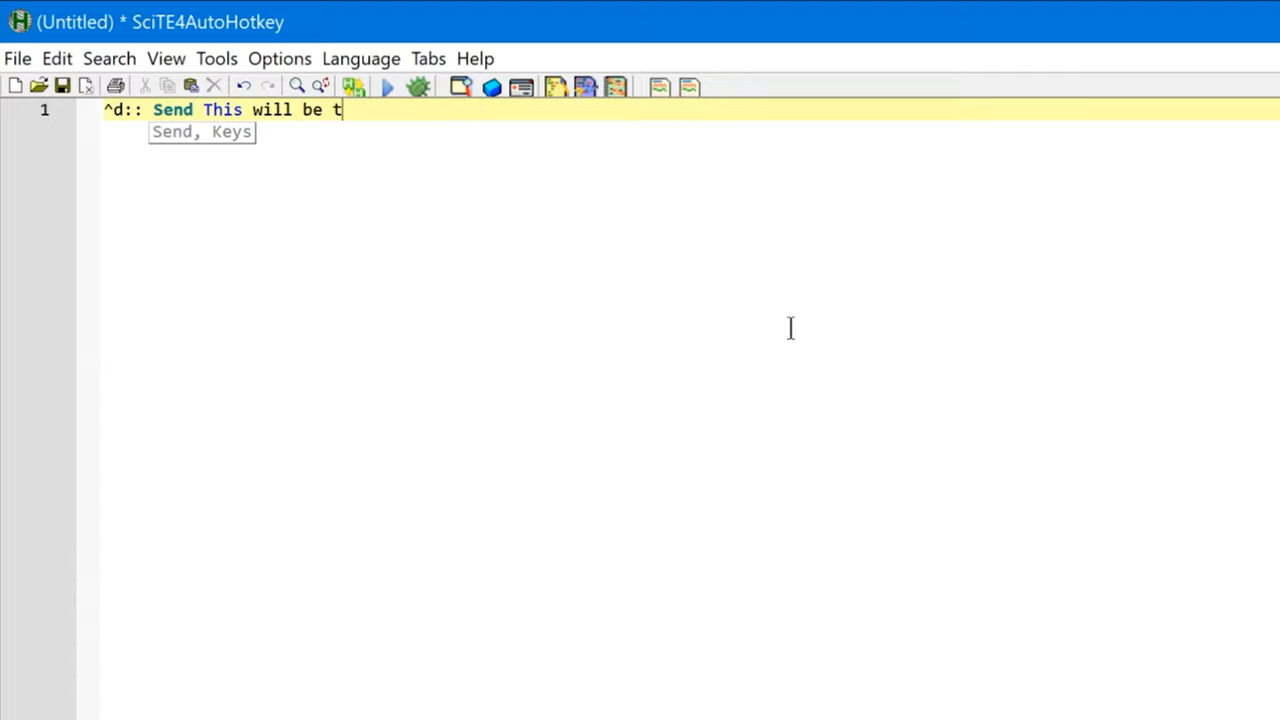 (Untitled) * SciTE4AutoHotkey
File Edit Search View Tools Options Language Tabs Help
1 ^d:: Send This will be t
Send, Keys